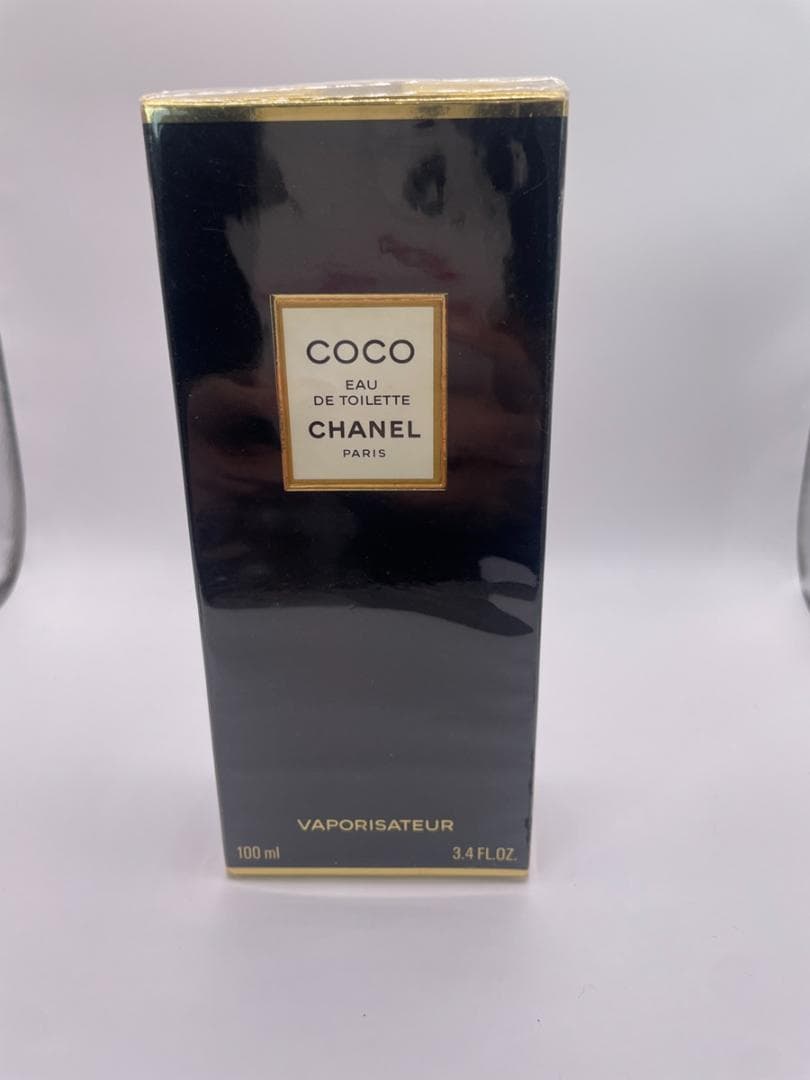 COCO
EAU
DE TOILETTE
CHANEL
PARIS
VAPORISATEUR
100 ml 3.4 FL.OZ.